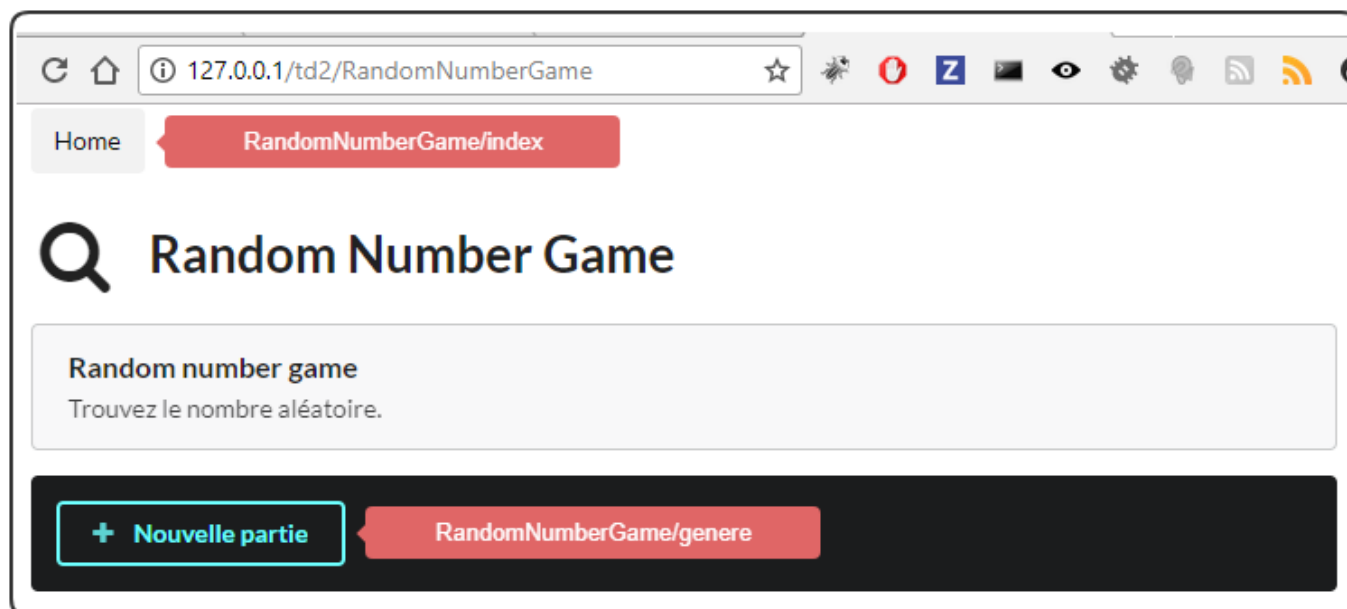 127.0.0.1/td2/RandomNumberGame
Z
Home
RandomNumberGame/index
Random Number Game
Random number game
Trouvez le nombre aléatoire.
+ Nouvelle partie
RandomNumberGame/genere